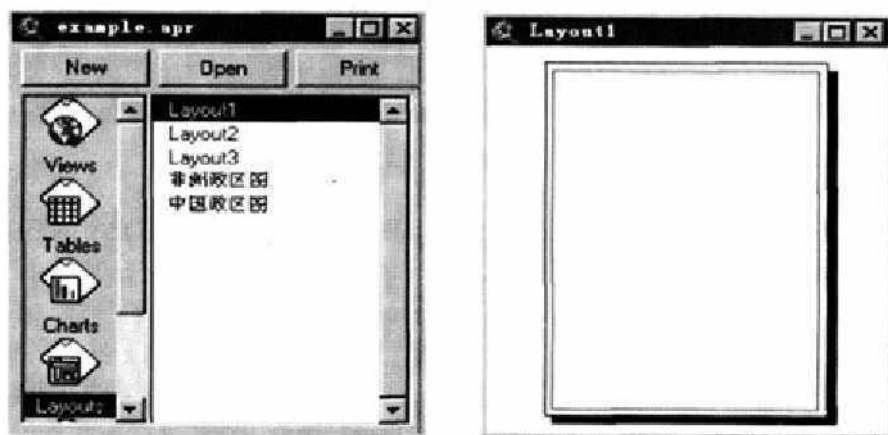 example.apr
New Open Print
Views
Tables
Charts
Layouts
Layout1
Layout2
Layout3
非洲政区图
中国政区图
Layout1